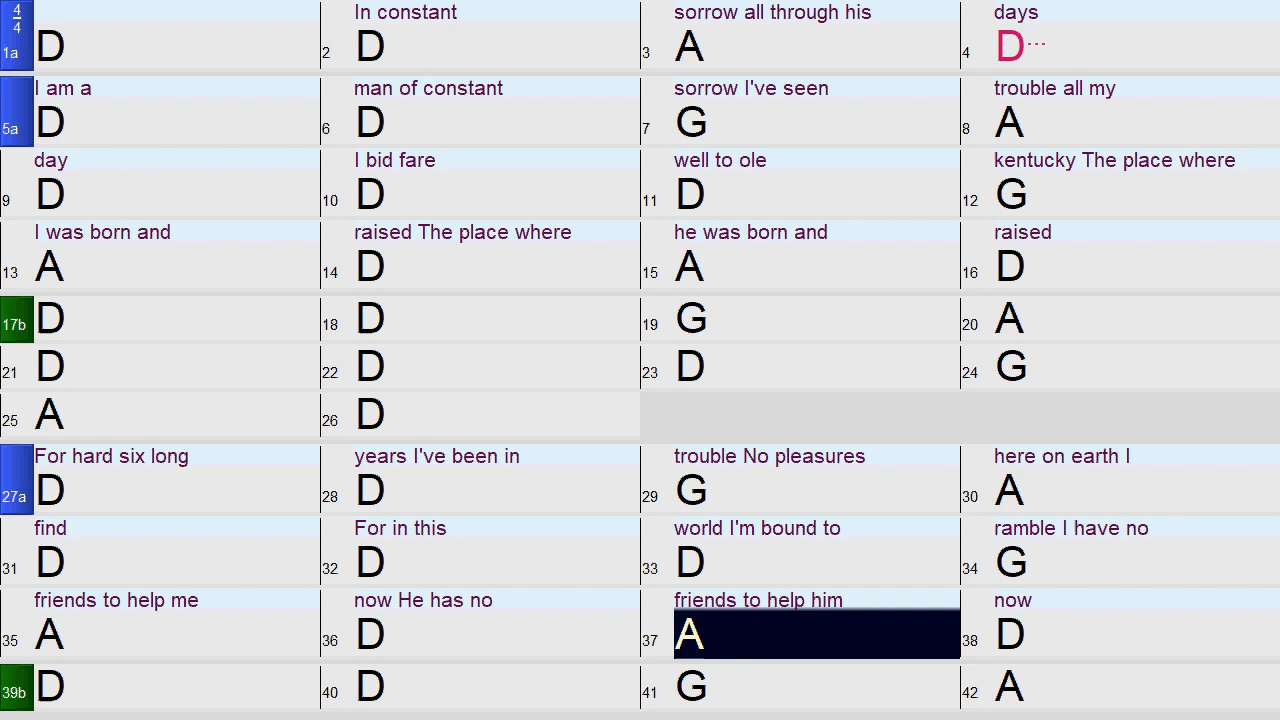 4
4
In constant sorrow all through his days
1a D 2 D 3 A 4 D...
I am a man of constant sorrow I've seen trouble all my
5a D 6 D 7 G 8 A
day I bid fare well to ole kentucky The place where
9 D 10 D 11 D 12 G
I was born and raised The place where he was born and raised
13 A 14 D 15 A 16 D
17b D 18 D 19 G 20 A
21 D 22 D 23 D 24 G
25 A 26 D
For hard six long years I've been in trouble No pleasures here on earth I
27a D 28 D 29 G 30 A
find For in this world I'm bound to ramble I have no
31 D 32 D 33 D 34 G
friends to help me now He has no friends to help him now
35 A 36 D 37 A 38 D
39b D 40 D 41 G 42 A